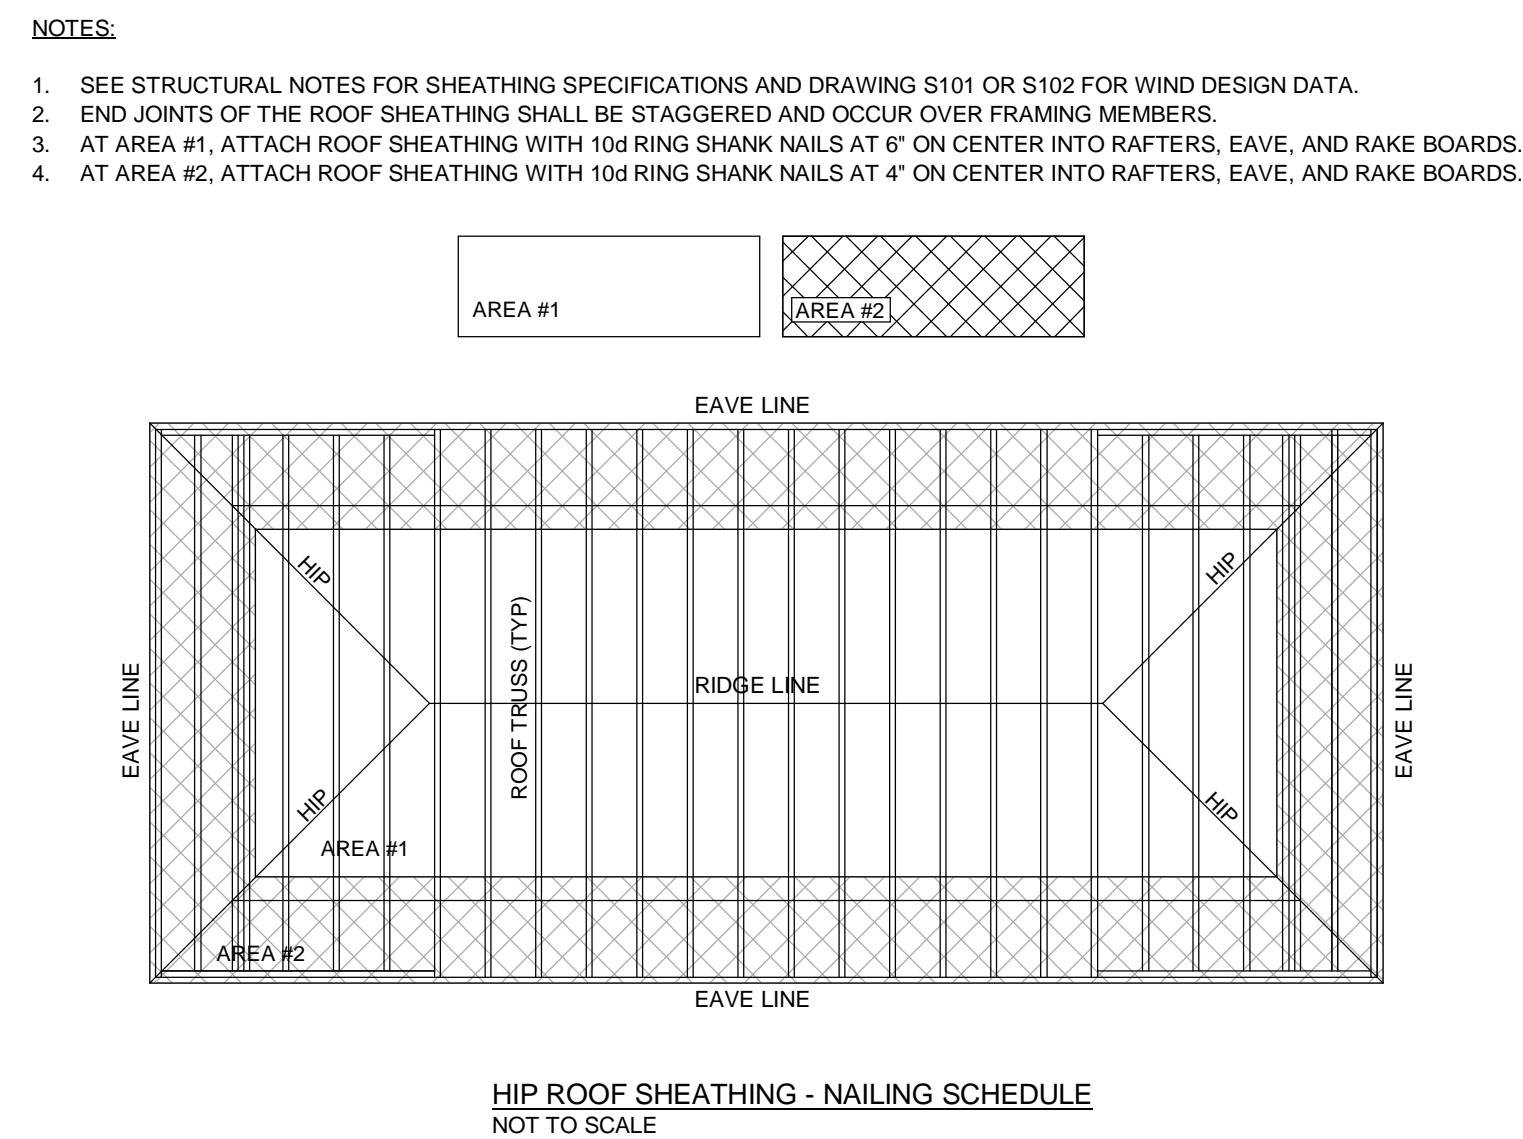 NOTES:
1. SEE STRUCTURAL NOTES FOR SHEATHING SPECIFICATIONS AND DRAWING S101 OR S102 FOR WIND DESIGN DATA.
2. END JOINTS OF THE ROOF SHEATHING SHALL BE STAGGERED AND OCCUR OVER FRAMING MEMBERS.
3. AT AREA #1, ATTACH ROOF SHEATHING WITH 10d RING SHANK NAILS AT 6" ON CENTER INTO RAFTERS, EAVE, AND RAKE BOARDS.
4. AT AREA #2, ATTACH ROOF SHEATHING WITH 10d RING SHANK NAILS AT 4" ON CENTER INTO RAFTERS, EAVE, AND RAKE BOARDS.
AREA #1
AREA #2
EAVE LINE
HIP
HIP
ROOF TRUSS (TYP)
RIDGE LINE
EAVE LINE
EAVE LINE
HIP
HIP
AREA #1
AREA #2
EAVE LINE
HIP ROOF SHEATHING - NAILING SCHEDULE
NOT TO SCALE